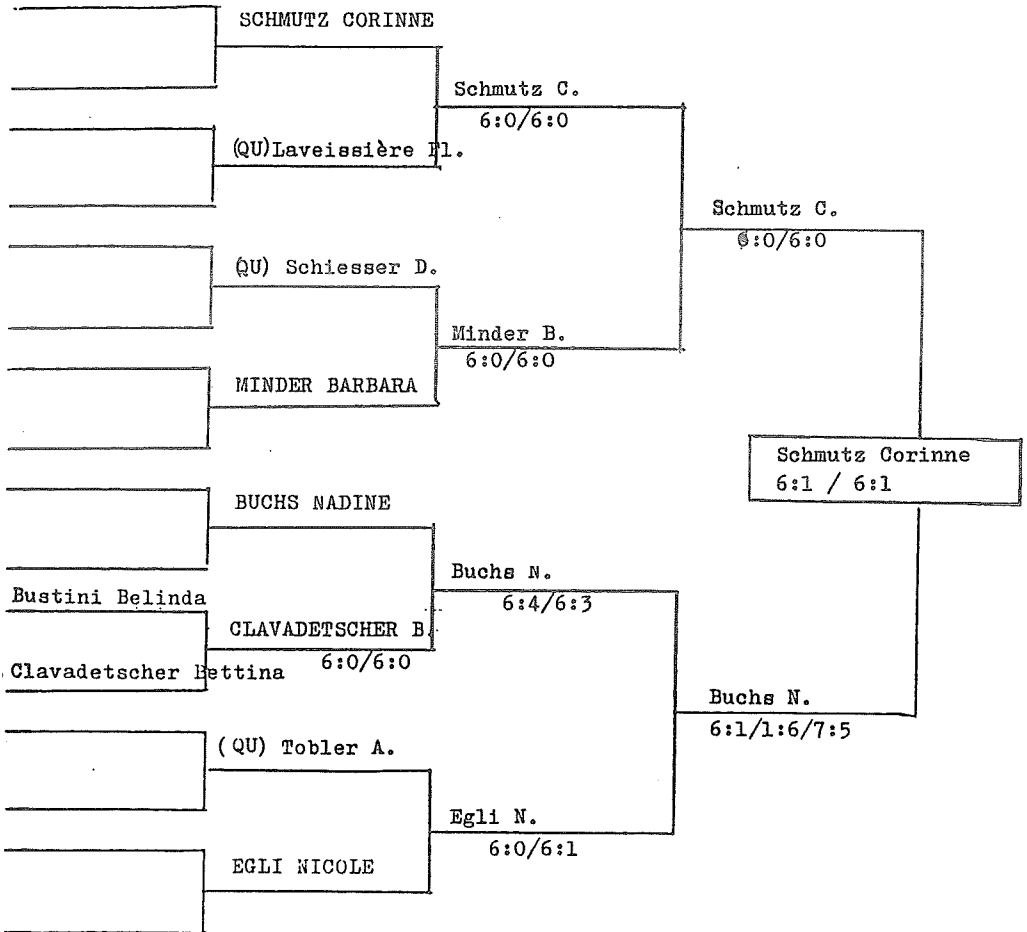 SCHMUTZ CORINNE
Schmutz C.
6:0/6:0
(QU)Laveissière Fl.
Schmutz C.
6:0/6:0
(QU) Schiesser D.
Minder B.
6:0/6:0
MINDER BARBARA
Schmutz Corinne
6:1 / 6:1
BUCHS NADINE
Buchs N.
6:4/6:3
Bustini Belinda
CLAVADETSCHER B.
6:0/6:0
Clavadetscher Bettina
Buchs N.
6:1/1:6/7:5
(QU) Tobler A.
Egli N.
6:0/6:1
EGLI NICOLE